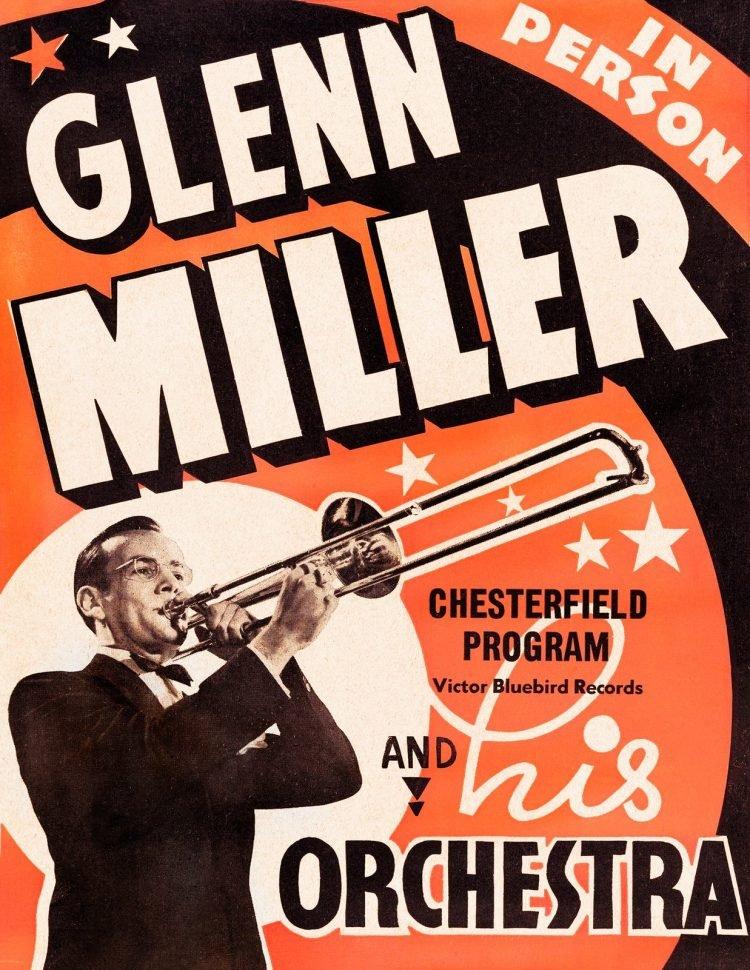 IN
PERSON
GLENN
MILLER
CHESTERFIELD
PROGRAM
Victor Bluebird Records
AND his
ORCHESTRA